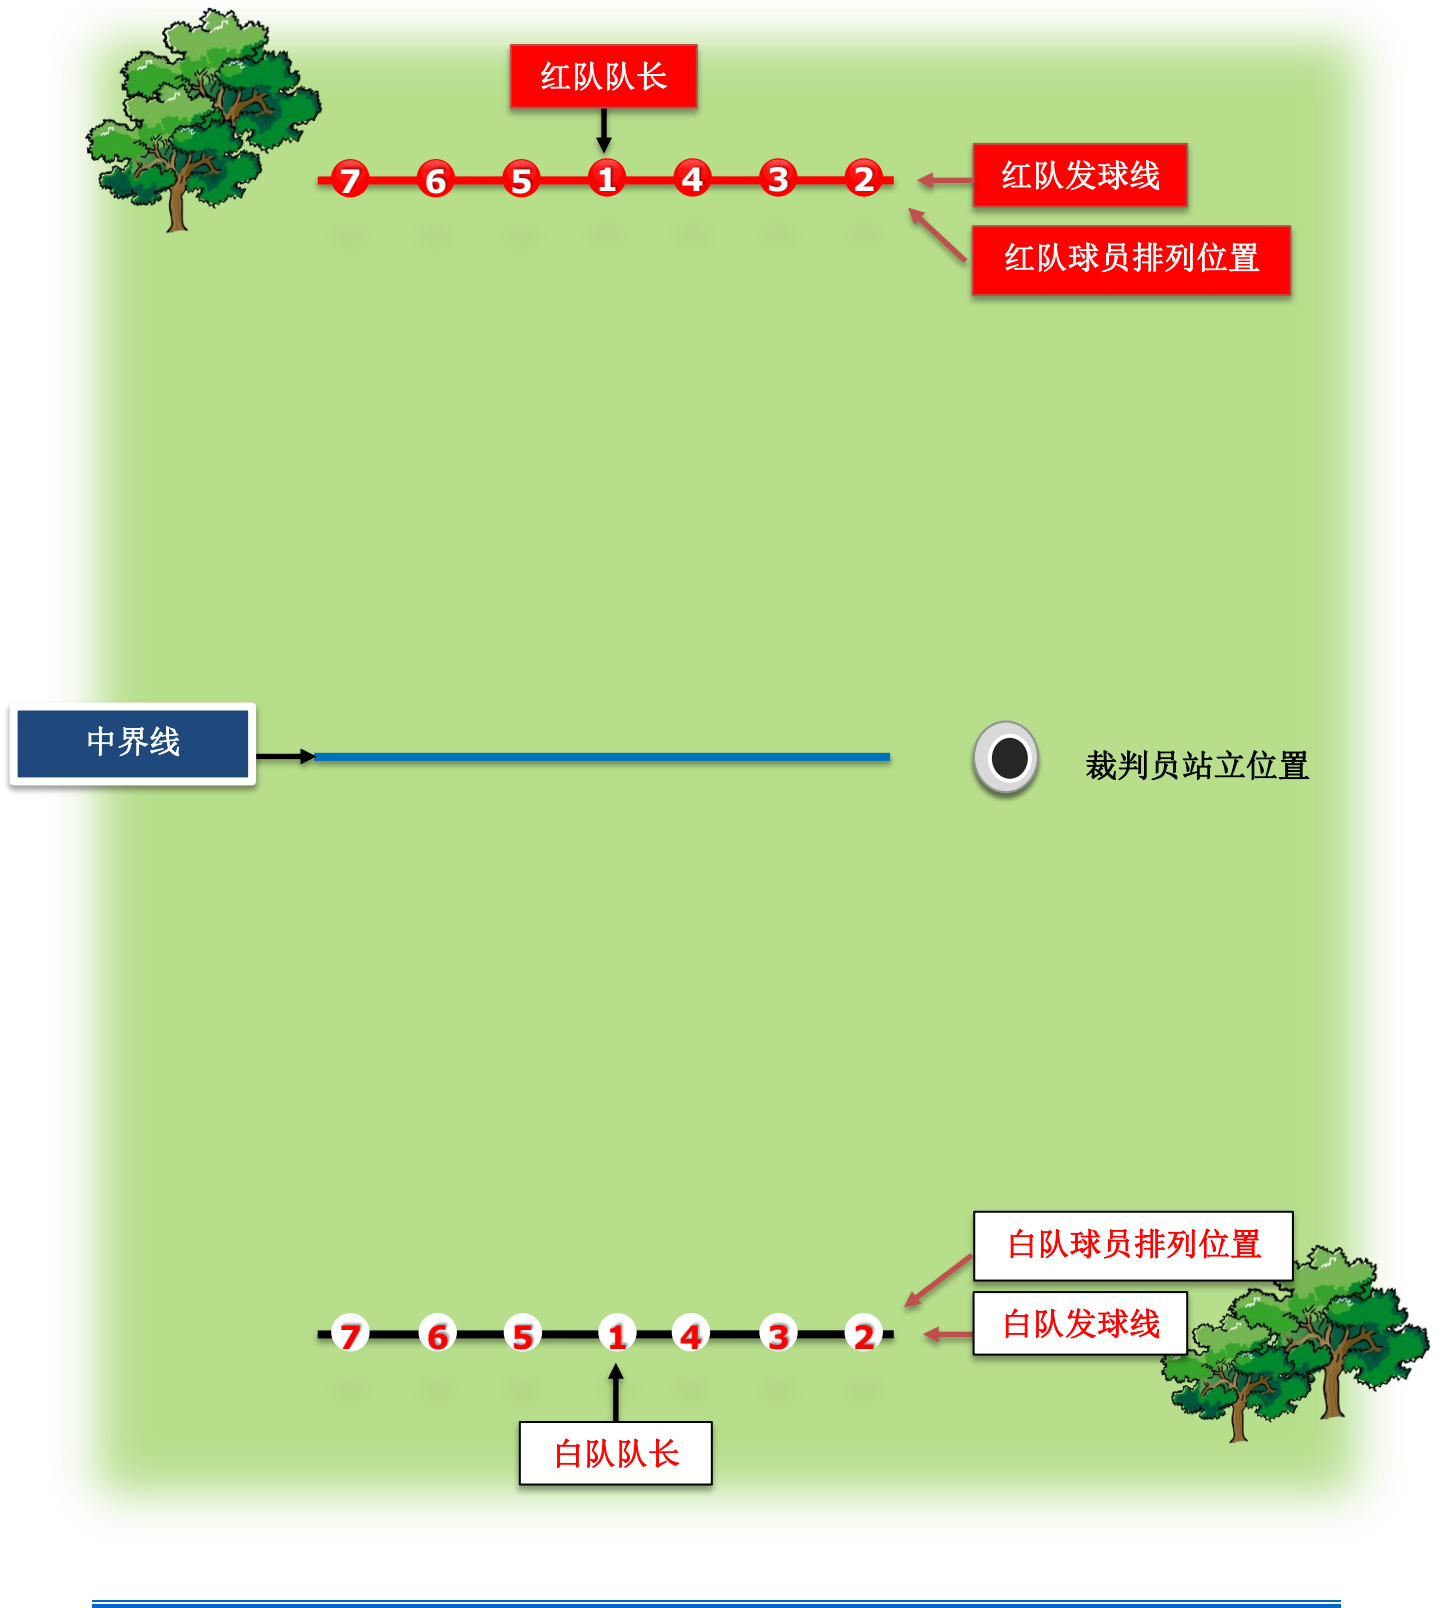 红队队长
7 6 5 1 4 3 2
红队发球线
红队球员排列位置
中界线
裁判员站立位置
白队球员排列位置
白队发球线
7 6 5 1 4 3 2
白队队长